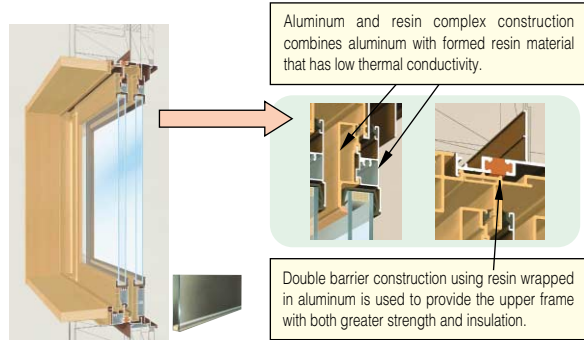 Aluminum and resin complex construction
combines aluminum with formed resin material
that has low thermal conductivity.
Double barrier construction using resin wrapped
in aluminum is used to provide the upper frame
with both greater strength and insulation.